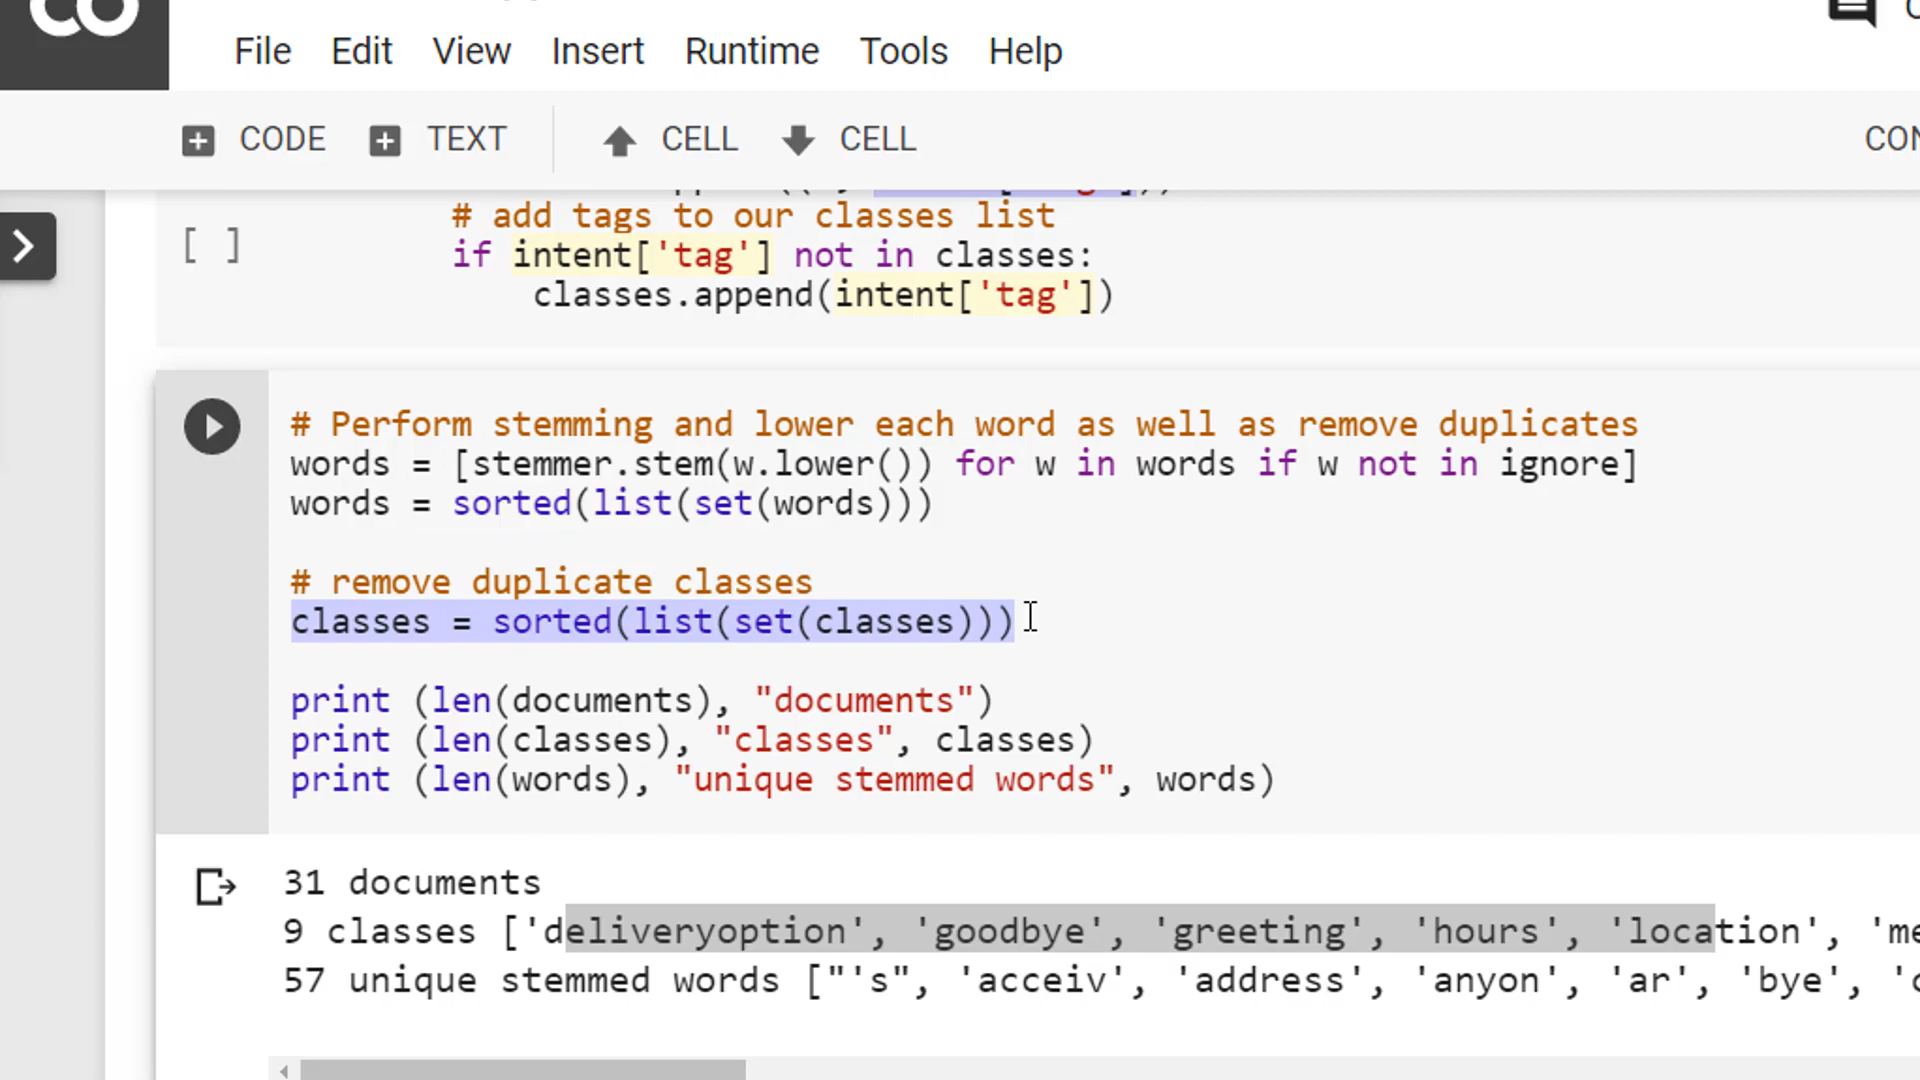 CO
File Edit View Insert Runtime Tools Help
CODE TEXT CELL CELL
# add tags to our classes list
[ ] if intent['tag'] not in classes:
classes.append(intent['tag'])
# Perform stemming and lower each word as well as remove duplicates
words = [stemmer.stem(w.lower()) for w in words if w not in ignore]
words = sorted(list(set(words)))
# remove duplicate classes
classes = sorted(list(set(classes)))
print (len(documents), "documents")
print (len(classes), "classes", classes)
print (len(words), "unique stemmed words", words)
31 documents
9 classes ['deliveryoption', 'goodbye', 'greeting', 'hours', 'location',
57 unique stemmed words ["'s", 'acceiv', 'address', 'anyon', 'ar', 'bye',